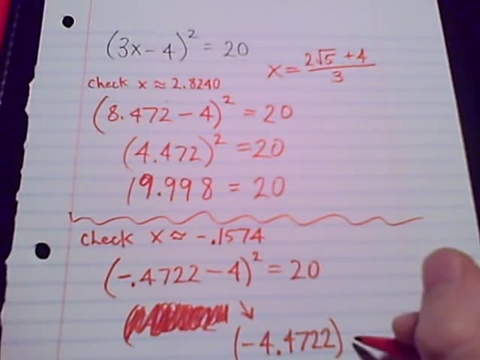 (3x-4)² = 20
x = (2√5 +4)/3
check x ≈ 2.8240
(8.472-4)² = 20
(4.472)² = 20
19.998 = 20
check x ≈ -.1574
(-.4722-4)² = 20
(-4.4722)